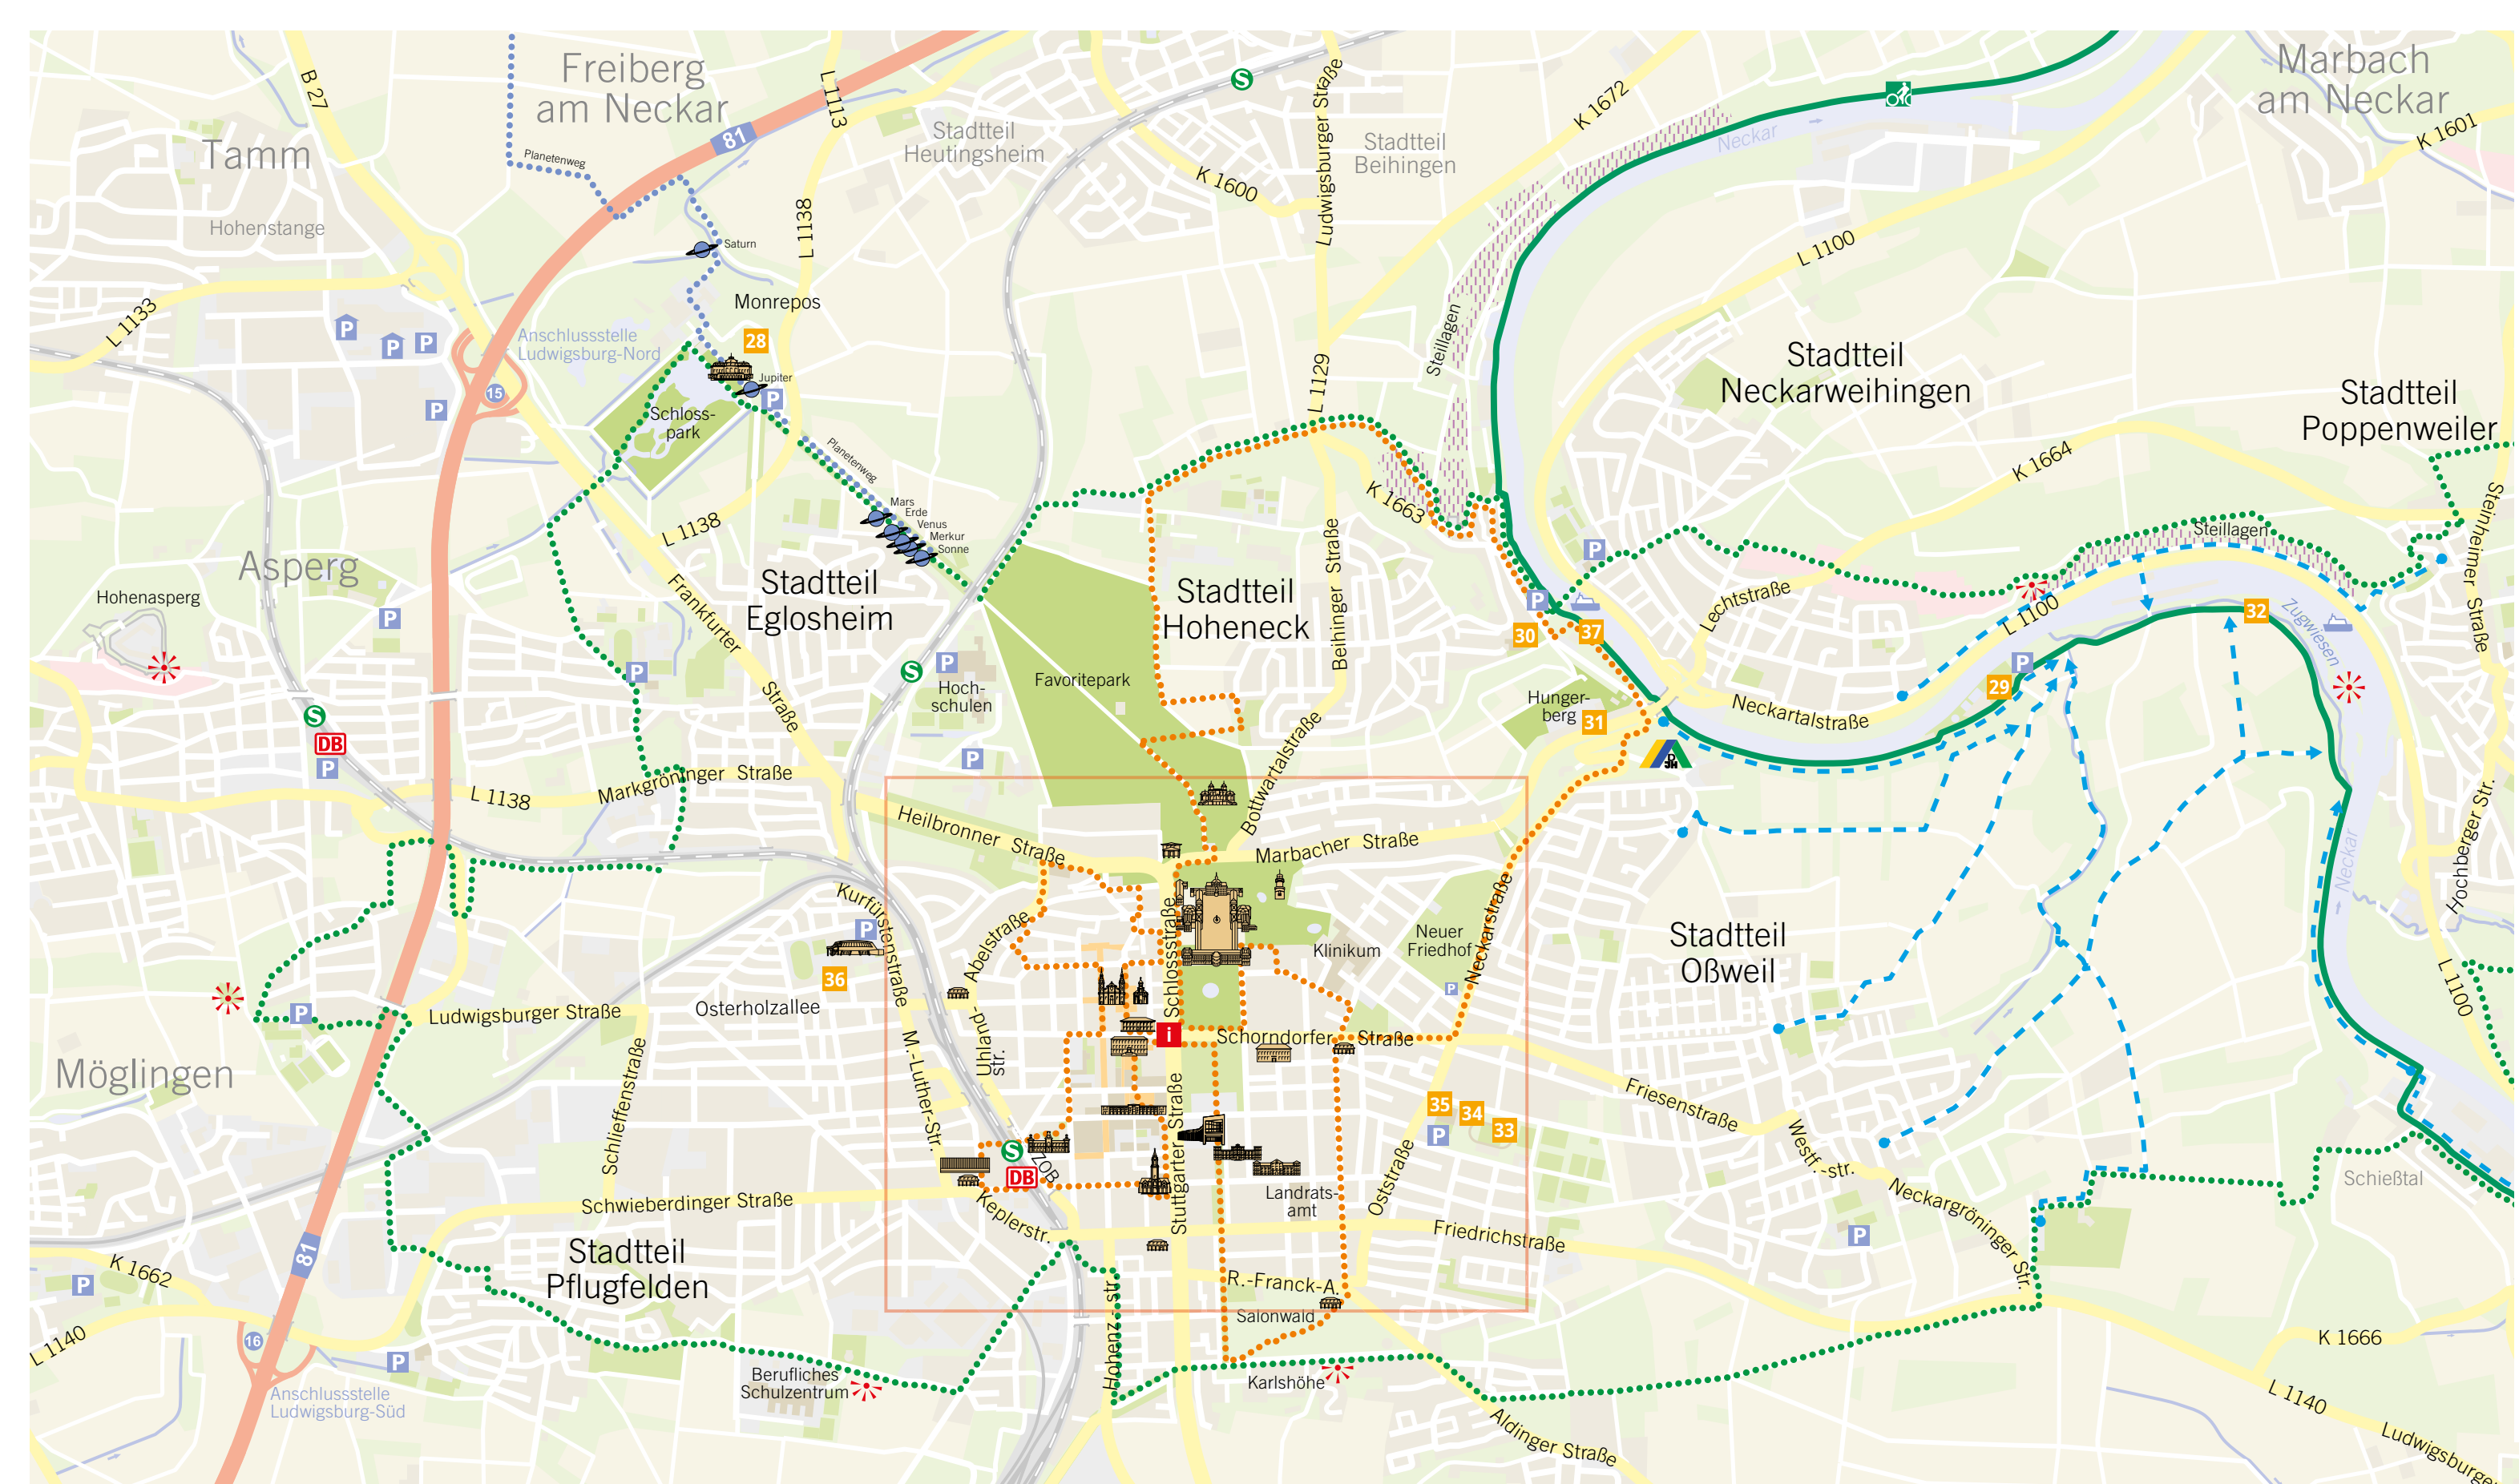 Freiberg
am Neckar
Marbach
am Neckar
B 27
L 1113
81
S
K 1672
Neckar
K 1601
Tamm
Planetenweg
Stadtteil
Heutingsheim
Ludwigsburger Straße
Stadtteil
Beihingen
K 1600
Hohenstange
L 1138
Saturn
L 1100
Monrepos
28
L 1133
P
P
P
Anschlussstelle
Ludwigsburg-Nord
15
P
Jupiter
P
Schloss-
park
Steillagen
L 1129
Stadtteil
Neckarweihingen
Stadtteil
Poppenweiler
Planetenweg
K 1664
Mars
Erde
Venus
Merkur
Sonne
K 1663
L 1138
Steinheimer Straße
Steillagen
Asperg
Hohenasperg
Frankfurter Straße
Stadtteil
Eglosheim
Stadtteil
Hoheneck
Beihinger Straße
P
P
30
37
Lechtstraße
L 1100
32
Zugwiesen
P
P
S
P
Hoch-
schulen
Favoritepark
Hunger-
berg
31
Neckartalstraße
29
P
S
DB
P
P
DJH
L 1138
Markgröninger Straße
Bottwartalstraße
Heilbronner Straße
Marbacher Straße
Hochberger Str.
Neckar
Kurfürstenstraße
P
36
Abelstraße
Schlossstraße
Klinikum
Neuer
Friedhof
Neckarstraße
P
Stadtteil
Oßweil
L 1100
P
Ludwigsburger Straße
Osterholzallee
Uhland-
str.
i
Schorndorfer Straße
Möglingen
Schlieffenstraße
M.-Luther-Str.
Stuttgarter Straße
35
34
33
P
Friesenstraße
Westf.-str.
S
DB
ZOB
Oststraße
Schießtal
Schwieberdinger Straße
Keplerstr.
Landrats-
amt
Friedrichstraße
Neckargröninger Str.
P
Stadtteil
Pflugfelden
81
K 1662
P
R.-Franck-A.
Salonwald
Hohenz.-str.
L 1140
16
P
K 1666
Berufliches
Schulzentrum
Karlshöhe
Anschlussstelle
Ludwigsburg-Süd
L 1140
Aldinger Straße
Ludwigsburger